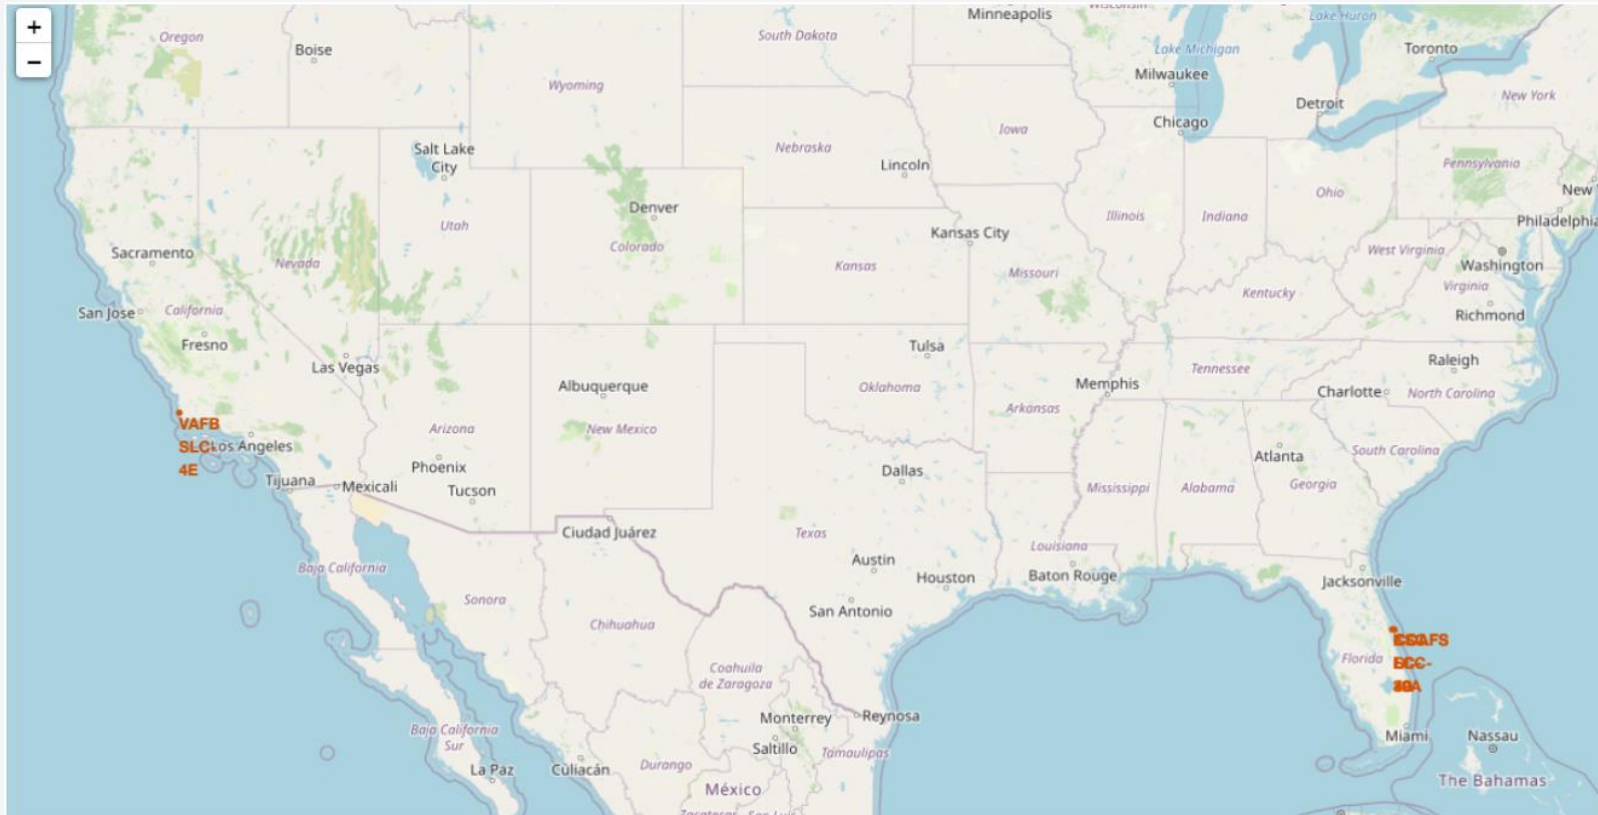 +
−
Minneapolis
Lake Huron
Oregon
South Dakota
Boise
Lake Michigan
Toronto
Milwaukee
Wyoming
New York
Detroit
Chicago
Iowa
Salt Lake
City
Nebraska
Lincoln
Pennsylvania
Ohio
New
Denver
Illinois
Indiana
Philadelphia
Utah
Kansas City
Colorado
Sacramento
West Virginia
Nevada
Kansas
Missouri
Washington
Virginia
Kentucky
San Jose
California
Richmond
Fresno
Tulsa
Raleigh
Las Vegas
Tennessee
Albuquerque
Oklahoma
Memphis
Charlotte
North Carolina
Arkansas
VAFB
SLC-
4E
Los Angeles
Arizona
New Mexico
South Carolina
Atlanta
Phoenix
Dallas
Tijuana
Mexicali
Tucson
Mississippi
Alabama
Georgia
Ciudad Juárez
Texas
Louisiana
Austin
Baja California
Houston
Baton Rouge
Jacksonville
Sonora
San Antonio
Chihuahua
Florida
Coahuila
de Zaragoza
Monterrey
Reynosa
Baja California
Sur
Miami
Nassau
Saltillo
Tamaulipas
Durango
La Paz
Culiacán
The Bahamas
México